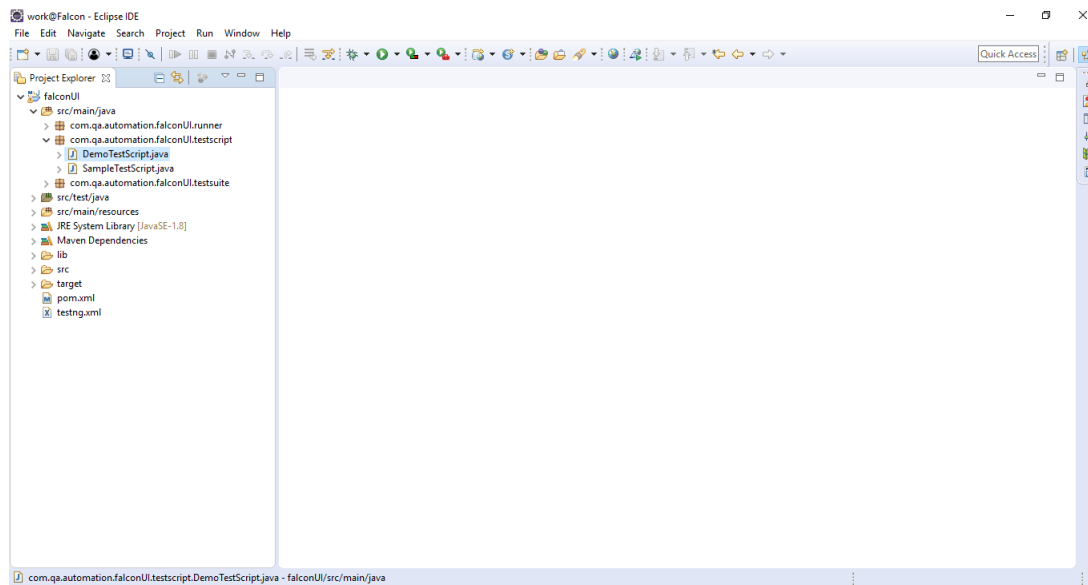 work@Falcon - Eclipse IDE
File Edit Navigate Search Project Run Window Help
Quick Access
Project Explorer
falconUI
src/main/java
com.qa.automation.falconUI.runner
com.qa.automation.falconUI.testscript
DemoTestScript.java
SampleTestScript.java
com.qa.automation.falconUI.testsuite
src/test/java
src/main/resources
JRE System Library [JavaSE-1.8]
Maven Dependencies
lib
src
target
pom.xml
testng.xml
com.qa.automation.falconUI.testscript.DemoTestScript.java - falconUI/src/main/java